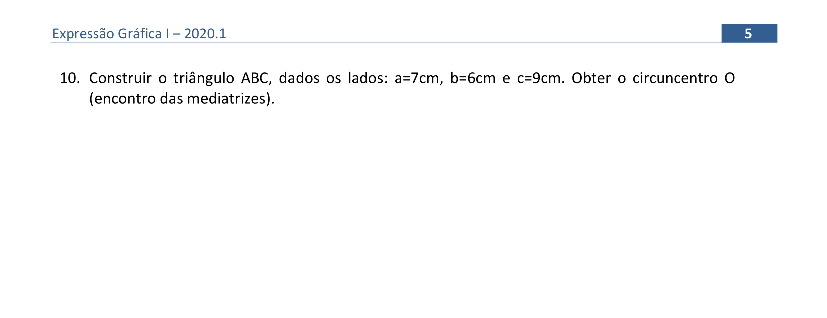 Expressão Gráfica I – 2020.1
5
10. Construir o triângulo ABC, dados os lados: a=7cm, b=6cm e c=9cm. Obter o circuncentro O
(encontro das mediatrizes).